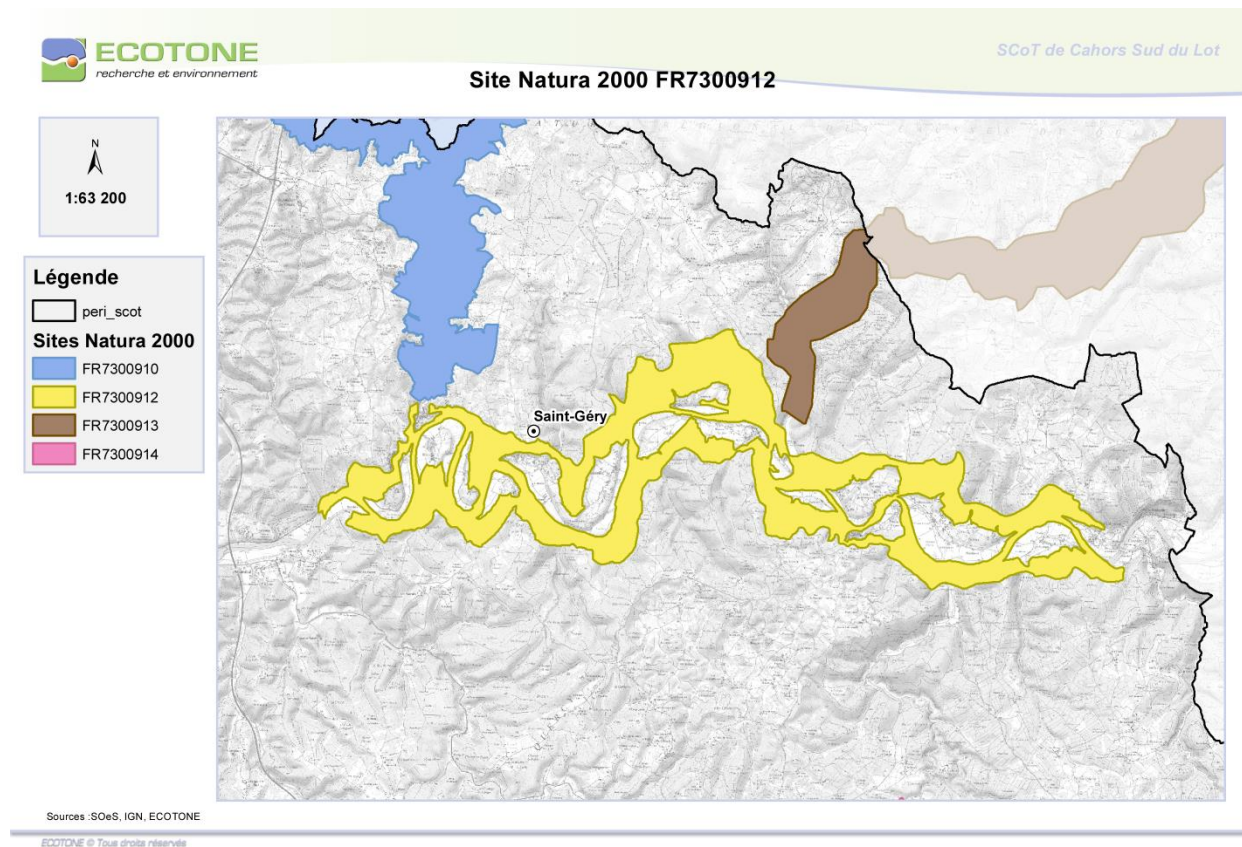 ECOTONE
recherche et environnement
SCoT de Cahors Sud du Lot
Site Natura 2000 FR7300912
N
1:63 200
Légende
peri_scot
Sites Natura 2000
FR7300910
FR7300912
FR7300913
FR7300914
Saint-Géry
Sources :SOeS, IGN, ECOTONE
ECOTONE © Tous droits réservés